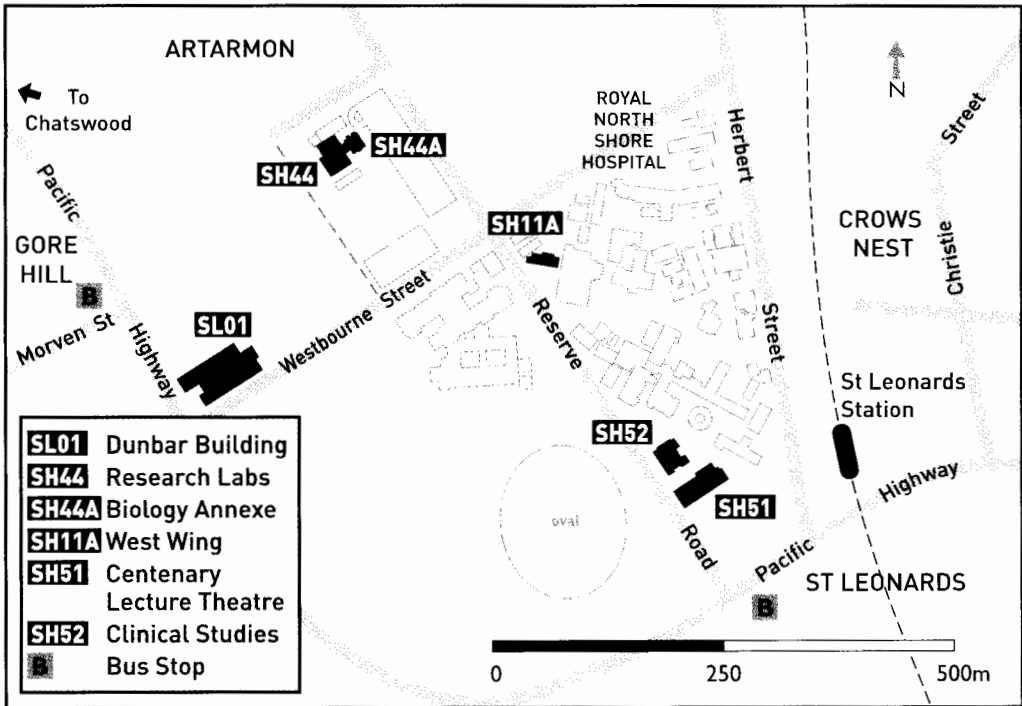 ARTARMON
To
Chatswood
N
ROYAL
NORTH
SHORE
HOSPITAL
Herbert
Street
Street
SH44A
SH44
Pacific
Highway
GORE
HILL
B
Morven St
SH11A
CROWS
NEST
Christie
SL01
Westbourne Street
Reserve
Road
St Leonards
Station
SH52
SH51
oval
Highway
Pacific
ST LEONARDS
B
SL01 Dunbar Building
SH44 Research Labs
SH44A Biology Annexe
SH11A West Wing
SH51 Centenary
Lecture Theatre
SH52 Clinical Studies
B Bus Stop
0 250 500m